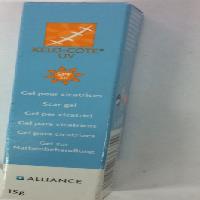 KELO-COTE®
UV
SPF
Gel pour cicatrices
Scar gel
Gel per cicatrici
Gel para cicatrizes
Gel para cicatrices
Gel zur
Narbenbehandlung
ALLIANCE
15g